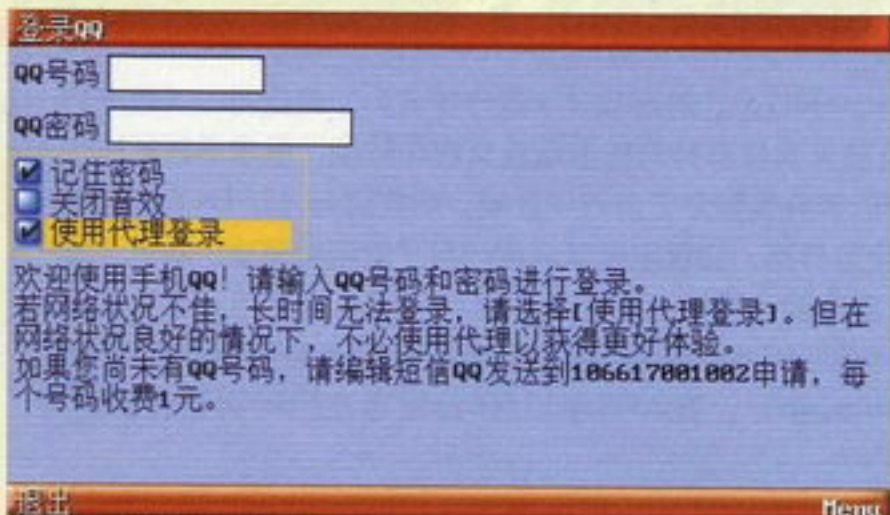 登录QQ
QQ号码
QQ密码
记住密码
关闭音效
使用代理登录
欢迎使用手机QQ！请输入QQ号码和密码进行登录。
若网络状况不佳，长时间无法登录，请选择[使用代理登录]。但在
网络状况良好的情况下，不必使用代理以获得更好体验。
如果您尚未有QQ号码，请编辑短信QQ发送到106617001002申请，每
个号码收费1元。
退出
Menu